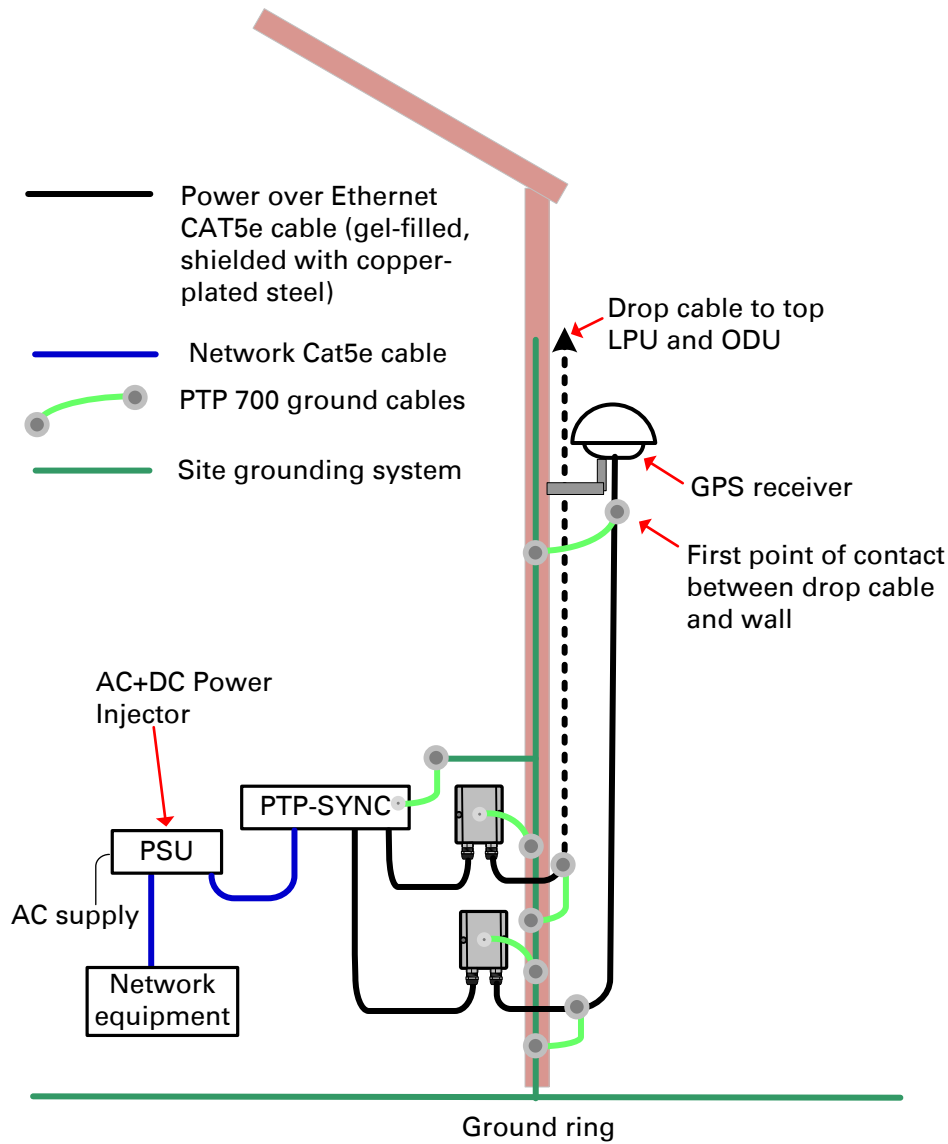 Power over Ethernet
CAT5e cable (gel-filled,
shielded with copper-
plated steel)
Network Cat5e cable
PTP 700 ground cables
Site grounding system
Drop cable to top
LPU and ODU
GPS receiver
First point of contact
between drop cable
and wall
AC+DC Power
Injector
PTP-SYNC
PSU
AC supply
Network
equipment
Ground ring